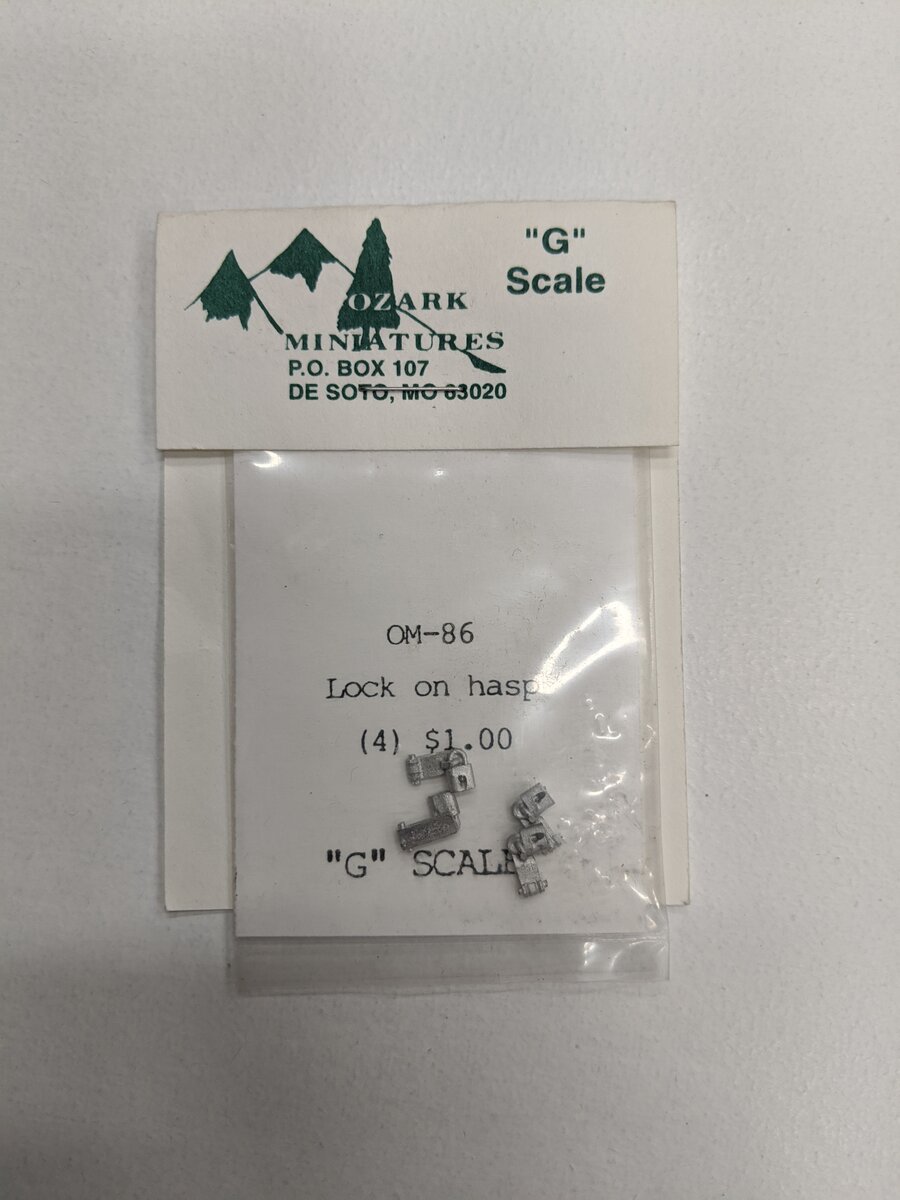 "G"
Scale
OZARK
MINIATURES
P.O. BOX 107
DE SOTO, MO 63020
OM-86
Lock on hasp
(4) $1.00
"G" SCALE